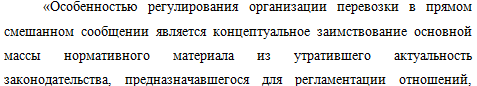 «Особенностью регулирования организации перевозки в прямом
смешанном сообщении является концептуальное заимствование основной
массы нормативного материала из утратившего актуальность
законодательства, предназначавшегося для регламентации отношений,